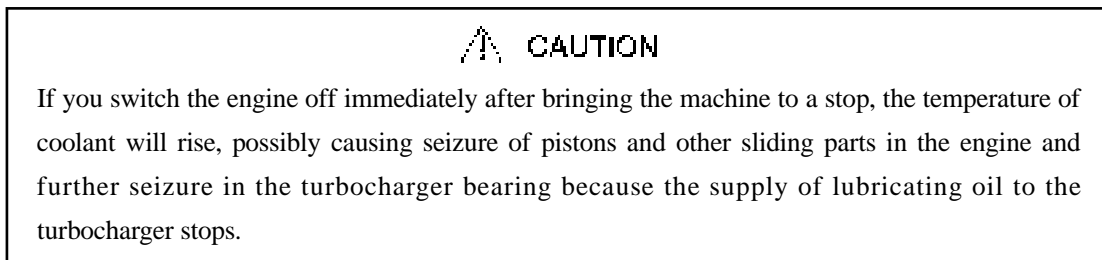 CAUTION
If you switch the engine off immediately after bringing the machine to a stop, the temperature of
coolant will rise, possibly causing seizure of pistons and other sliding parts in the engine and
further seizure in the turbocharger bearing because the supply of lubricating oil to the
turbocharger stops.